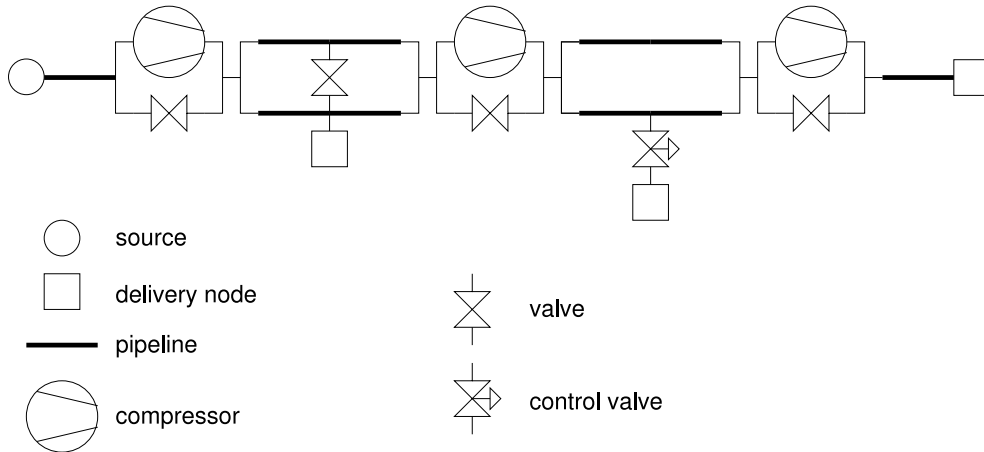 source
delivery node
pipeline
compressor
valve
control valve